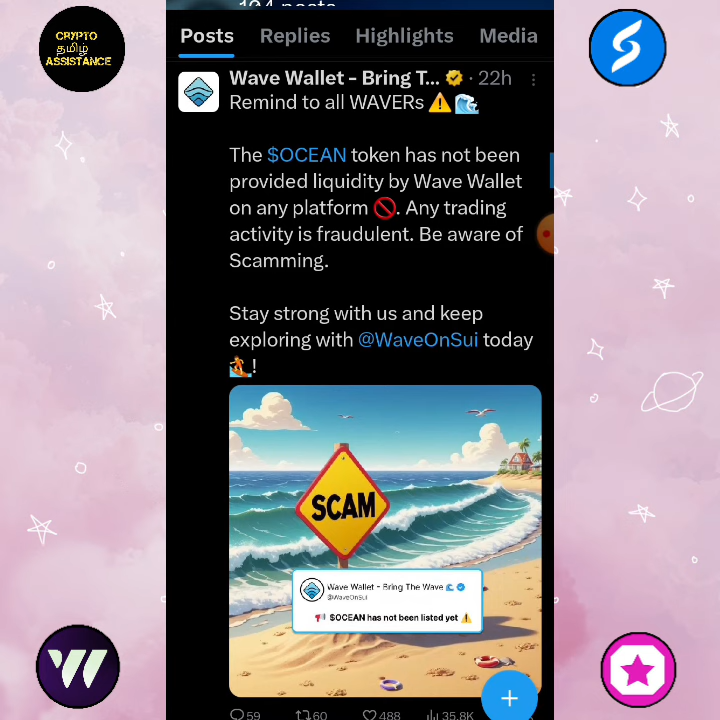 CRYPTO
தமிழ்
ASSISTANCE
Posts
Replies
Highlights
Media
Wave Wallet - Bring T... · 22h
Remind to all WAVERs ⚠️🌊
The $OCEAN token has not been
provided liquidity by Wave Wallet
on any platform 🚫. Any trading
activity is fraudulent. Be aware of
Scamming.
Stay strong with us and keep
exploring with @WaveOnSui today
🏄!
SCAM
Wave Wallet - Bring The Wave 🌊
@WaveOnSui
📢 $OCEAN has not been listed yet ⚠️
59
60
488
35.8K